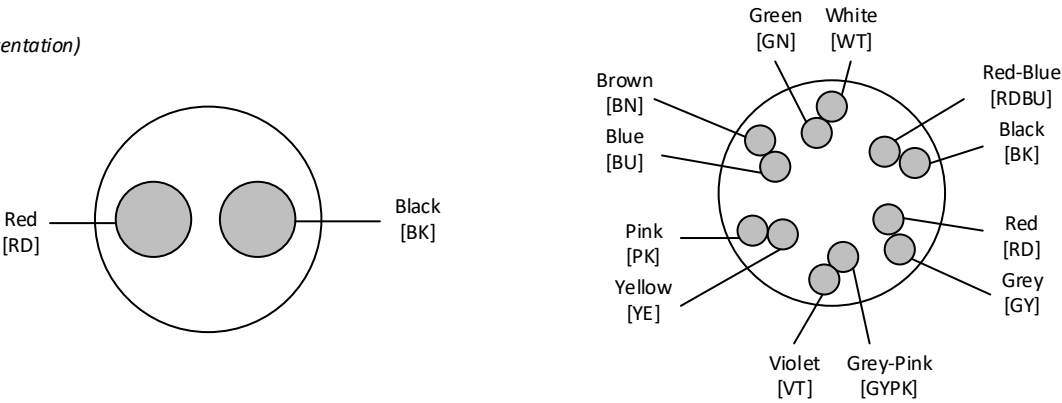 entation)
Red
[RD]
Black
[BK]
Green
[GN]
White
[WT]
Brown
[BN]
Blue
[BU]
Red-Blue
[RDBU]
Black
[BK]
Pink
[PK]
Yellow
[YE]
Red
[RD]
Grey
[GY]
Violet
[VT]
Grey-Pink
[GYPK]